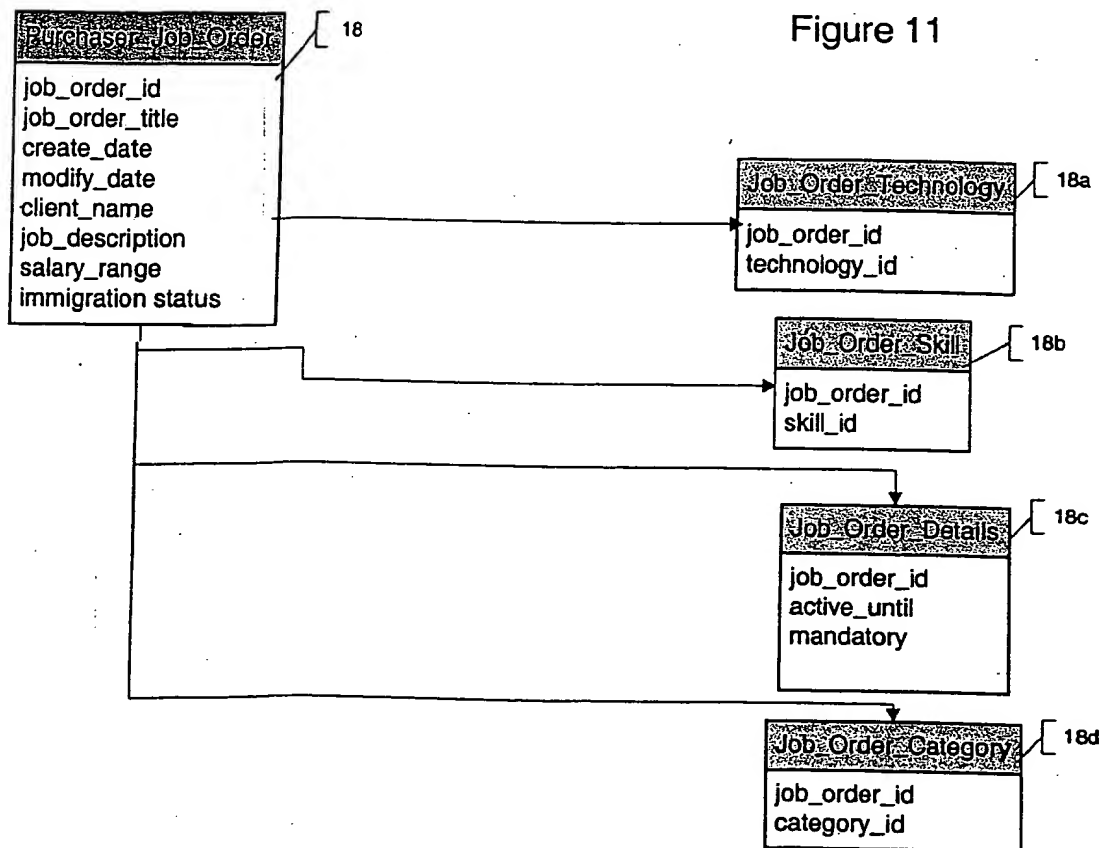 Figure 11
Purchaser_Job_Order
18
job_order_id
job_order_title
create_date
modify_date
client_name
job_description
salary_range
immigration status
Job_Order_Technology
18a
job_order_id
technology_id
Job_Order_Skill
18b
job_order_id
skill_id
Job_Order_Details
18c
job_order_id
active_until
mandatory
Job_Order_Category
18d
job_order_id
category_id